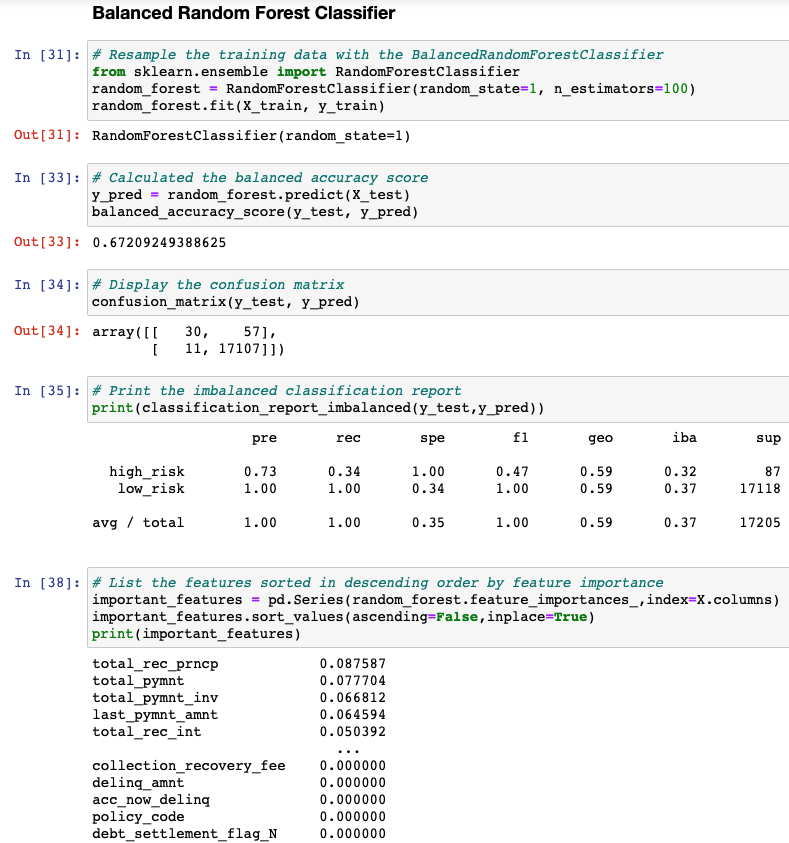 Balanced Random Forest Classifier
In [31]: # Resample the training data with the BalancedRandomForestClassifier
from sklearn.ensemble import RandomForestClassifier
random_forest = RandomForestClassifier(random_state=1, n_estimators=100)
random_forest.fit(X_train, y_train)
Out[31]: RandomForestClassifier(random_state=1)
In [33]: # Calculated the balanced accuracy score
y_pred = random_forest.predict(X_test)
balanced_accuracy_score(y_test, y_pred)
Out[33]: 0.67209249388625
In [34]: # Display the confusion matrix
confusion_matrix(y_test, y_pred)
Out[34]: array([[   30,    57],
       [   11, 17107]])
In [35]: # Print the imbalanced classification report
print(classification_report_imbalanced(y_test,y_pred))
pre rec spe f1 geo iba sup
high_risk 0.73 0.34 1.00 0.47 0.59 0.32 87
low_risk 1.00 1.00 0.34 1.00 0.59 0.37 17118
avg / total 1.00 1.00 0.35 1.00 0.59 0.37 17205
In [38]: # List the features sorted in descending order by feature importance
important_features = pd.Series(random_forest.feature_importances_,index=X.columns)
important_features.sort_values(ascending=False,inplace=True)
print(important_features)
total_rec_prncp 0.087587
total_pymnt 0.077704
total_pymnt_inv 0.066812
last_pymnt_amnt 0.064594
total_rec_int 0.050392
...
collection_recovery_fee 0.000000
delinq_amnt 0.000000
acc_now_delinq 0.000000
policy_code 0.000000
debt_settlement_flag_N 0.000000